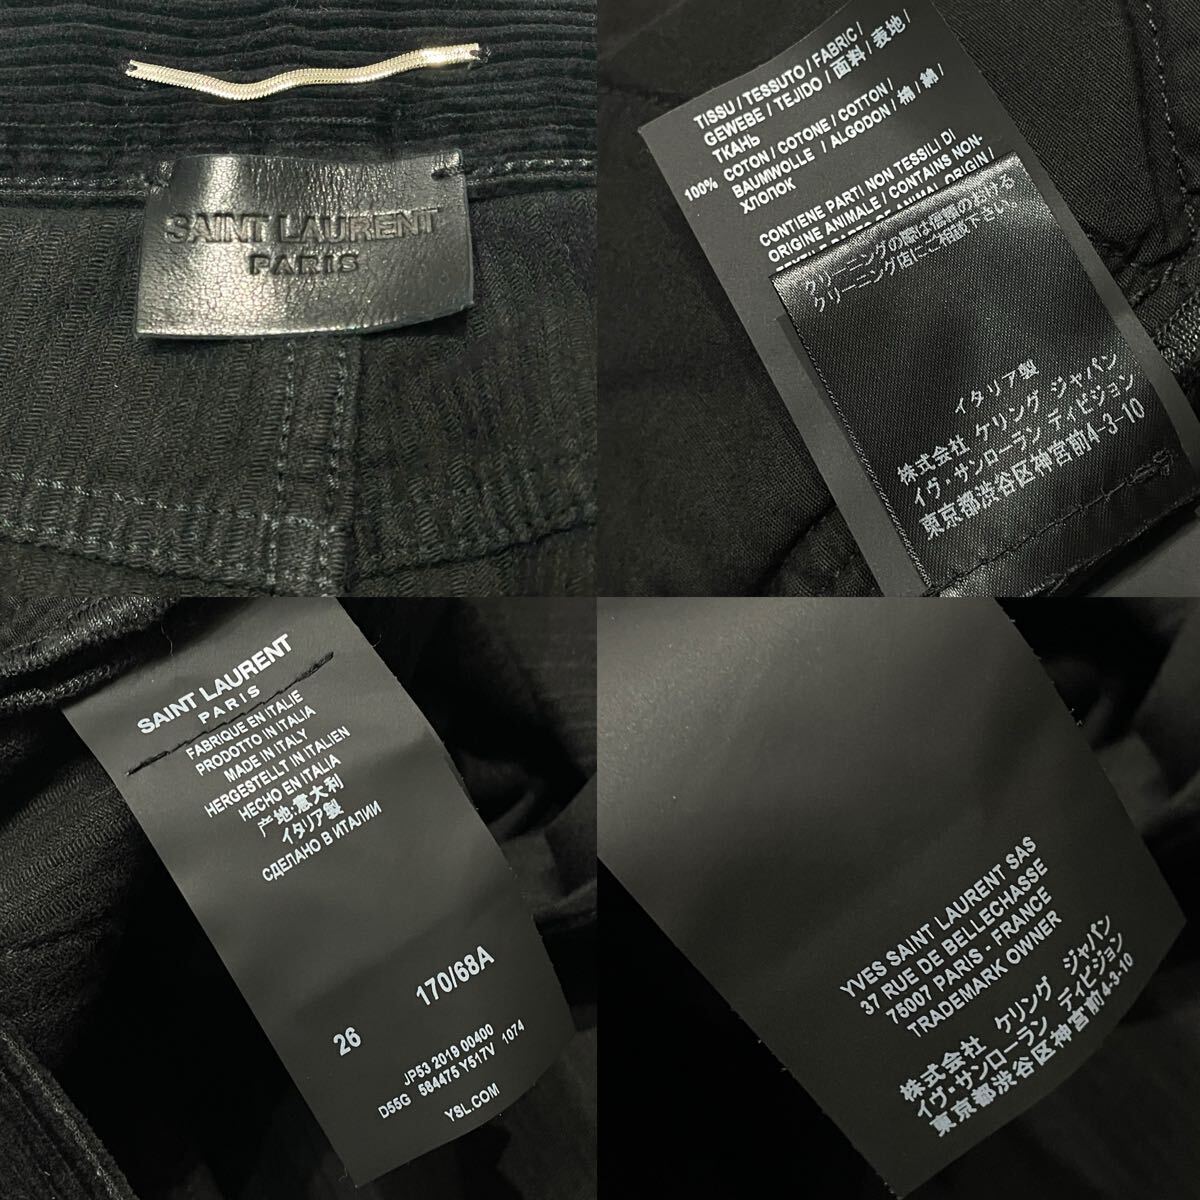 SAINT LAURENT
PARIS
TISSU / TESSUTO / FABRIC /
GEWEBE / TEJIDO / 面料 / 表地 /
ТКАНЬ
100% COTON / COTONE / COTTON /
BAUMWOLLE / ALGODON / 棉 / 綿 /
ХЛОПОК
CONTIENE PARTI NON TESSILI DI
ORIGINE ANIMALE / CONTAINS NON-
TEXTILE PARTS OF ANIMAL ORIGIN /
クリーニングの際は信頼のおける
クリーニング店にご相談下さい。
イタリア製
株式会社 ケリング ジャパン
イヴ・サンローラン ディビジョン
東京都渋谷区神宮前4-3-10
SAINT LAURENT
PARIS
FABRIQUE EN ITALIE
PRODOTTO IN ITALIA
MADE IN ITALY
HERGESTELLT IN ITALIEN
HECHO EN ITALIA
产地:意大利
イタリア製
СДЕЛАНО В ИТАЛИИ
170/68A
26
JP53 2019 00400
D55G 584475 Y517V 1074
YSL.COM
YVES SAINT LAURENT SAS
37 RUE DE BELLECHASSE
75007 PARIS - FRANCE
TRADEMARK OWNER
株式会社 ケリング ジャパン
イヴ・サンローラン ディビジョン
東京都渋谷区神宮前4-3-10